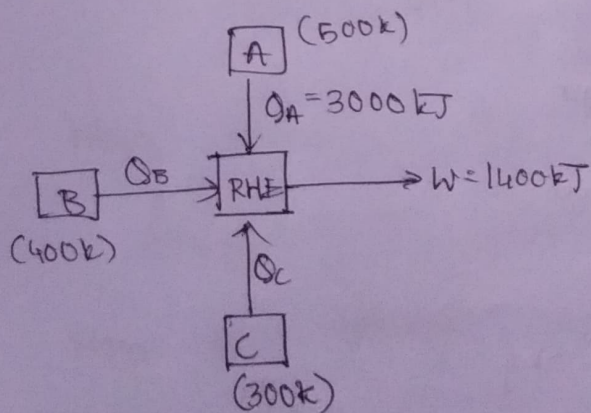 A (500k)
QA = 3000 kJ
QB
B RHE W = 1400 kJ
(400k)
QC
C
(300k)